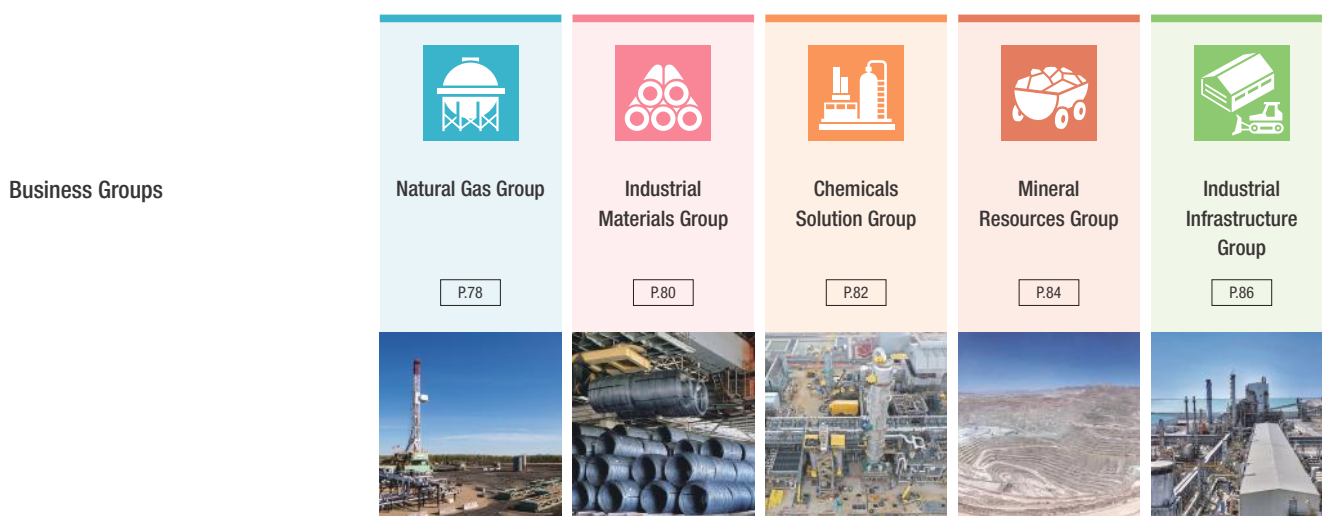 Business Groups
Natural Gas Group
P.78
Industrial
Materials Group
P.80
Chemicals
Solution Group
P.82
Mineral
Resources Group
P.84
Industrial
Infrastructure
Group
P.86